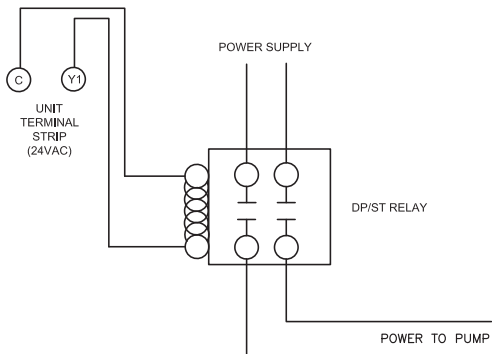 POWER SUPPLY
C
Y1
UNIT
TERMINAL
STRIP
(24VAC)
DP/ST RELAY
POWER TO PUMP